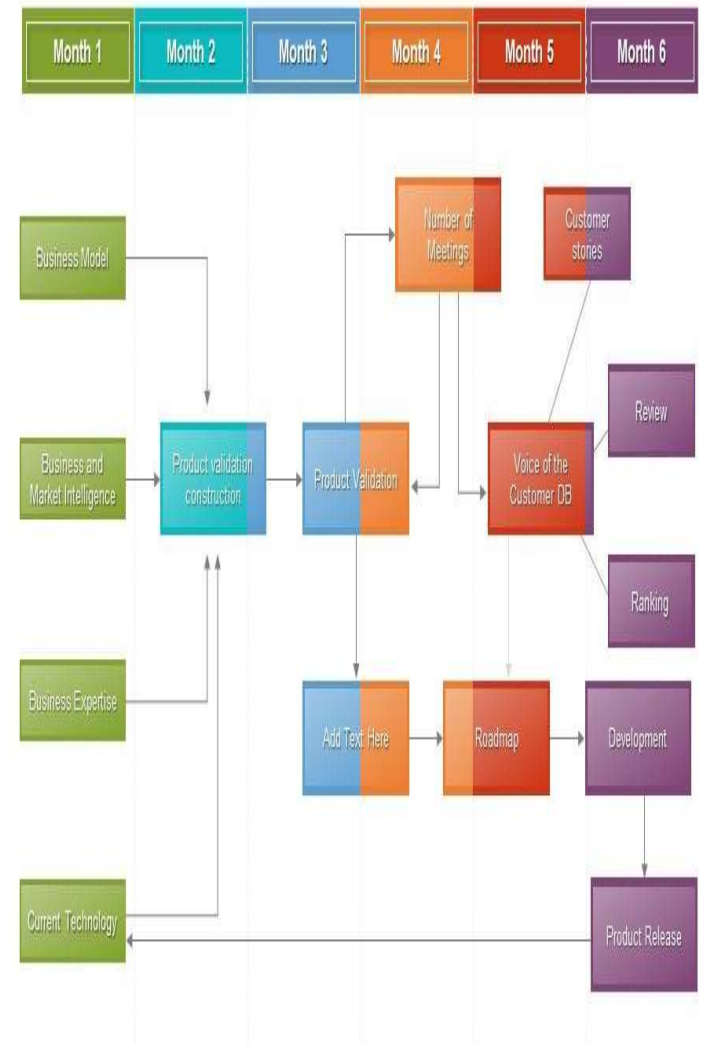 Month 1
Month 2
Month 3
Month 4
Month 5
Month 6
Number of
Meetings
Customer
stories
Business Model
Review
Business and
Market Intelligence
Product validation
construction
Product Validation
Voice of the
Customer DB
Ranking
Business Expertise
Add Text Here
Roadmap
Development
Current Technology
Product Release